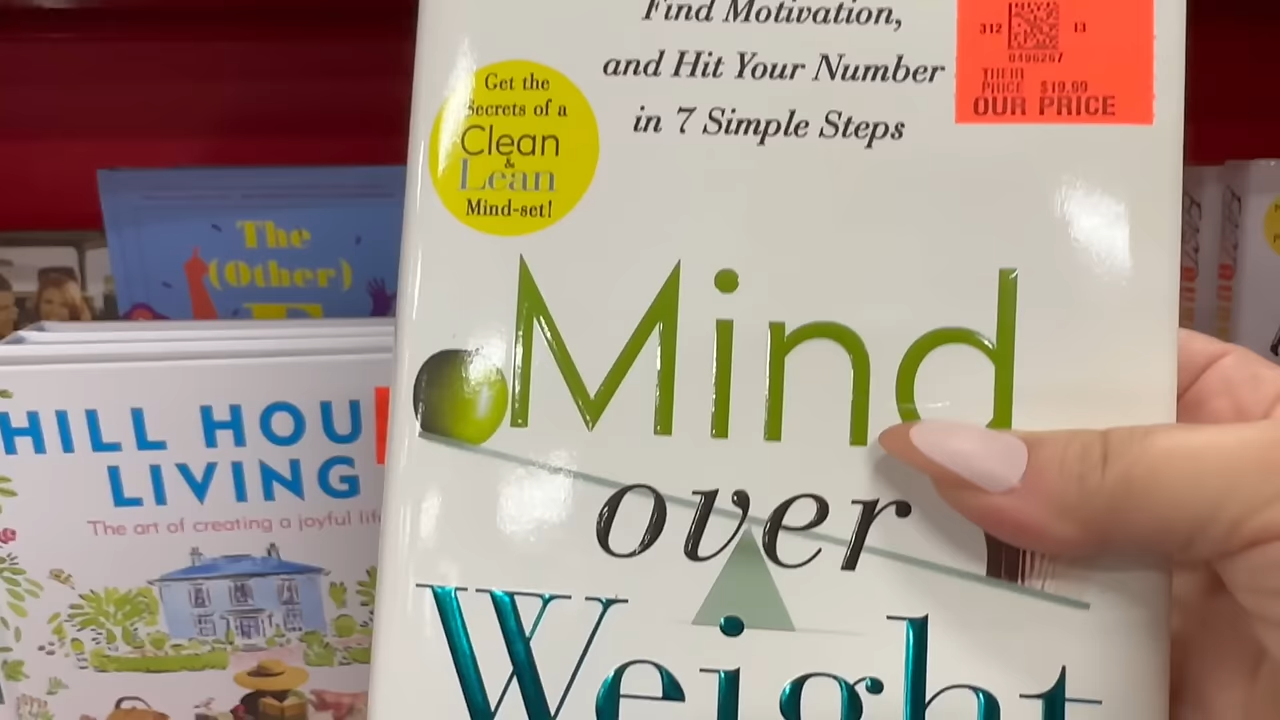 Find Motivation,
and Hit Your Number
in 7 Simple Steps
312 13
0496267
THEIR
PRICE $19.99
OUR PRICE
Get the
Secrets of a
Clean
&
Lean
Mind-set!
Mind
over
Weight
The
(Other)
HILL HOU
LIVING
The art of creating a joyful lif